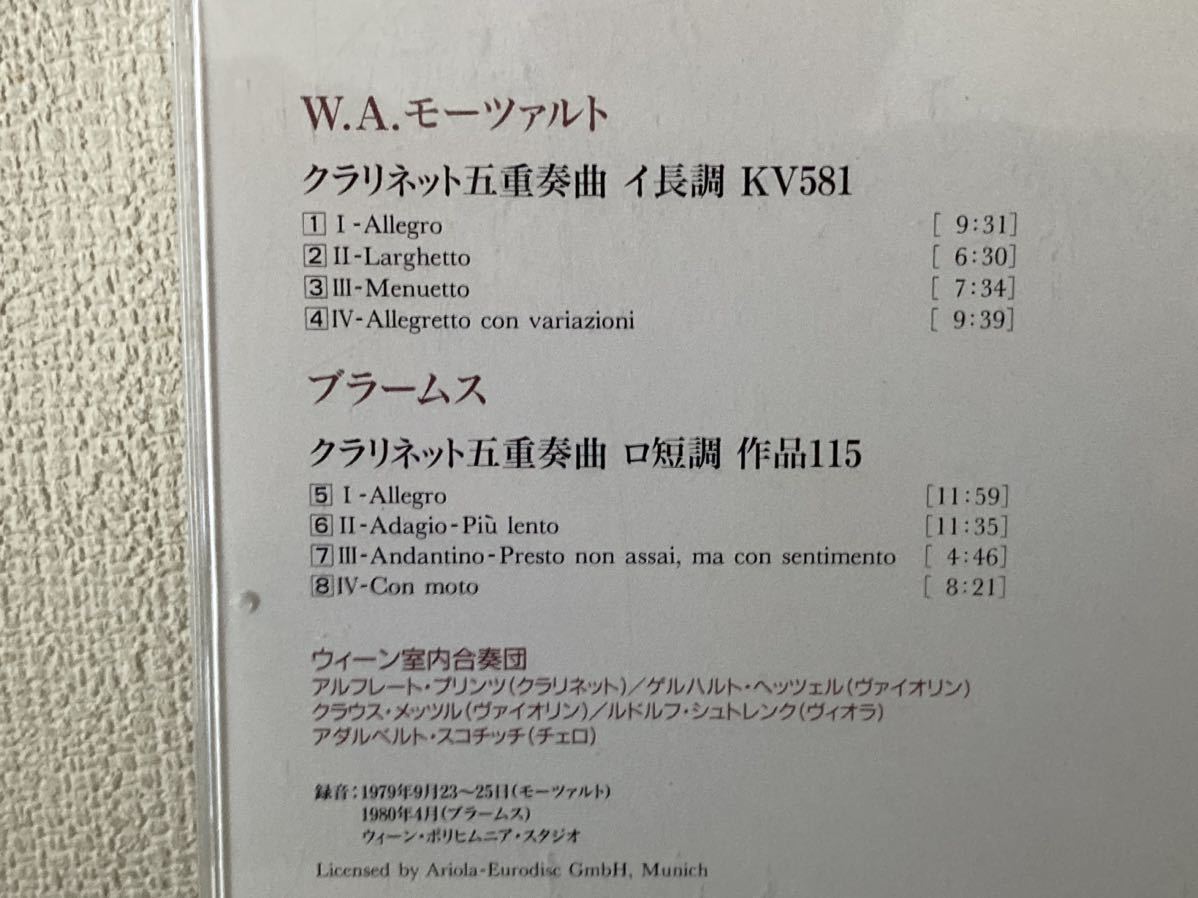 W.A.モーツァルト
クラリネット五重奏曲 イ長調 KV581
1 I-Allegro [ 9:31]
2 II-Larghetto [ 6:30]
3 III-Menuetto [ 7:34]
4 IV-Allegretto con variazioni [ 9:39]
ブラームス
クラリネット五重奏曲 ロ短調 作品115
5 I-Allegro [11:59]
6 II-Adagio-Più lento [11:35]
7 III-Andantino-Presto non assai, ma con sentimento [ 4:46]
8 IV-Con moto [ 8:21]
ウィーン室内合奏団
アルフレート・プリンツ(クラリネット)/ゲルハルト・ヘッツェル(ヴァイオリン)
クラウス・メッツル(ヴァイオリン)/ルドルフ・シュトレンク(ヴィオラ)
アダルベルト・スコチッチ(チェロ)
録音:1979年9月23〜25日(モーツァルト)
1980年4月(ブラームス)
ウィーン・ポリヒムニア・スタジオ
Licensed by Ariola-Eurodisc GmbH, Munich